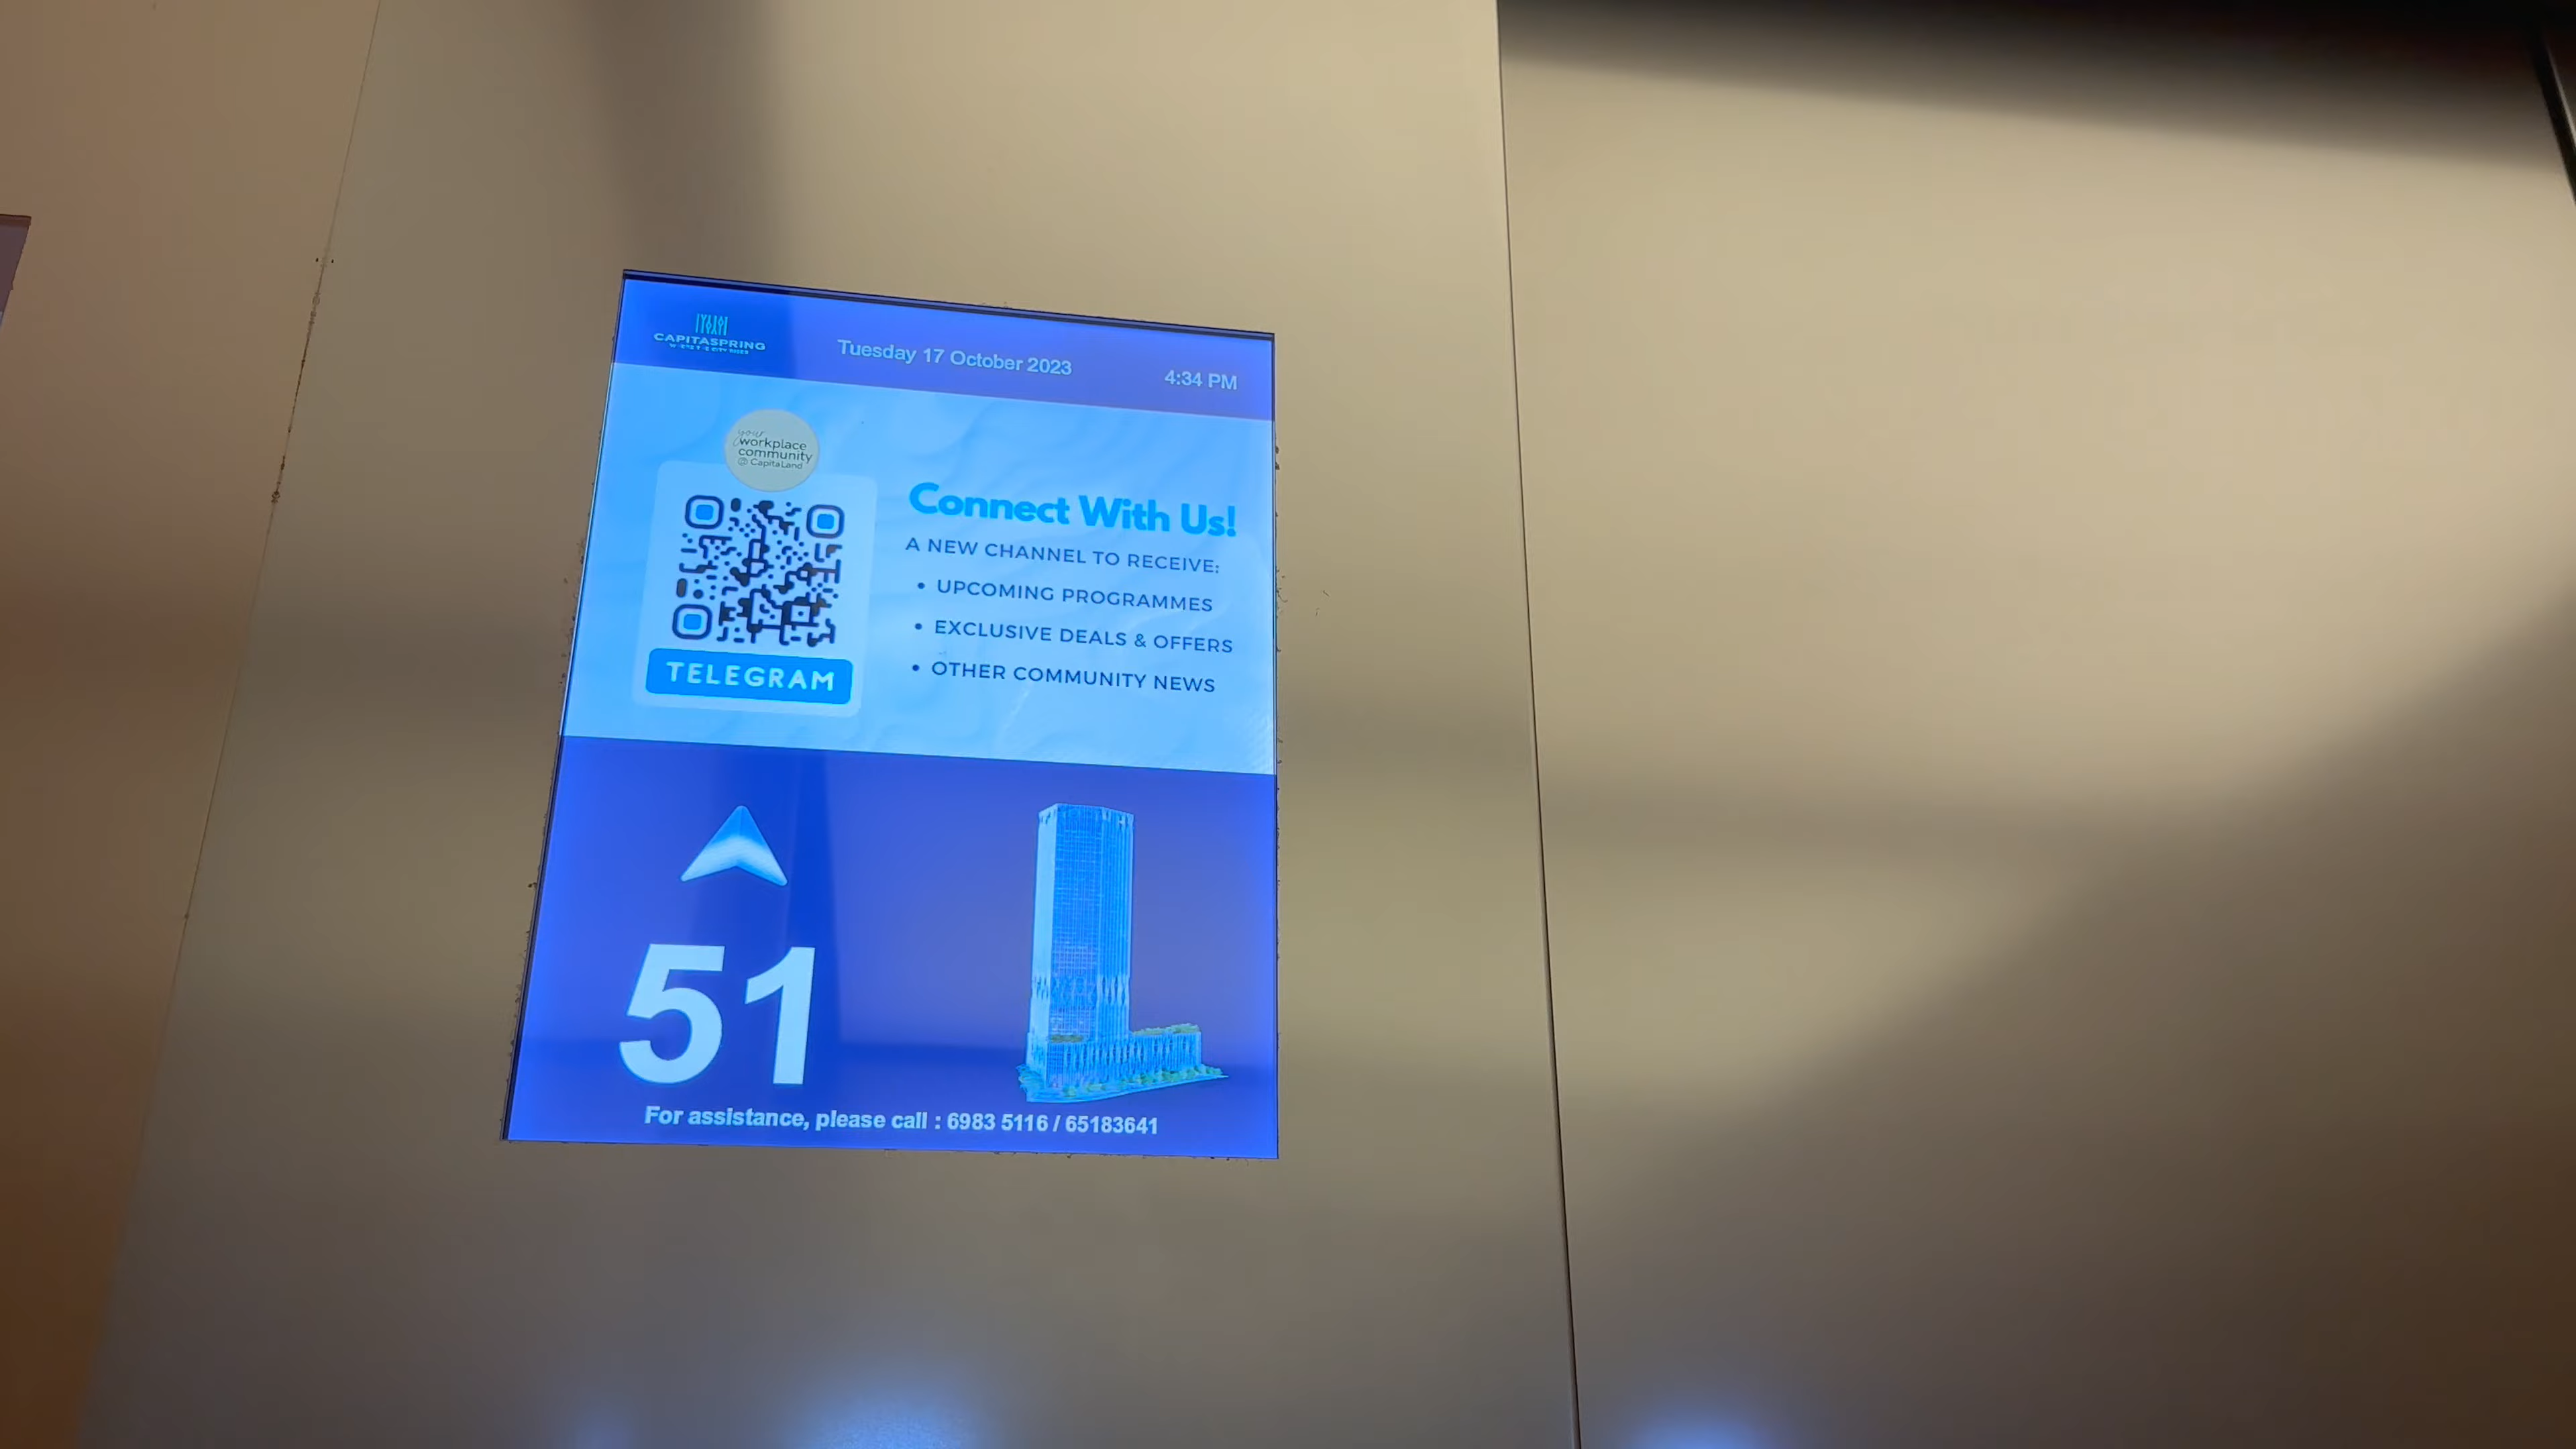 CAPITASPRING
Tuesday 17 October 2023
4:34 PM
your
workplace
community
@ CapitaLand
TELEGRAM
Connect With Us!
A NEW CHANNEL TO RECEIVE:
• UPCOMING PROGRAMMES
• EXCLUSIVE DEALS & OFFERS
• OTHER COMMUNITY NEWS
51
For assistance, please call : 6983 5116 / 65183641